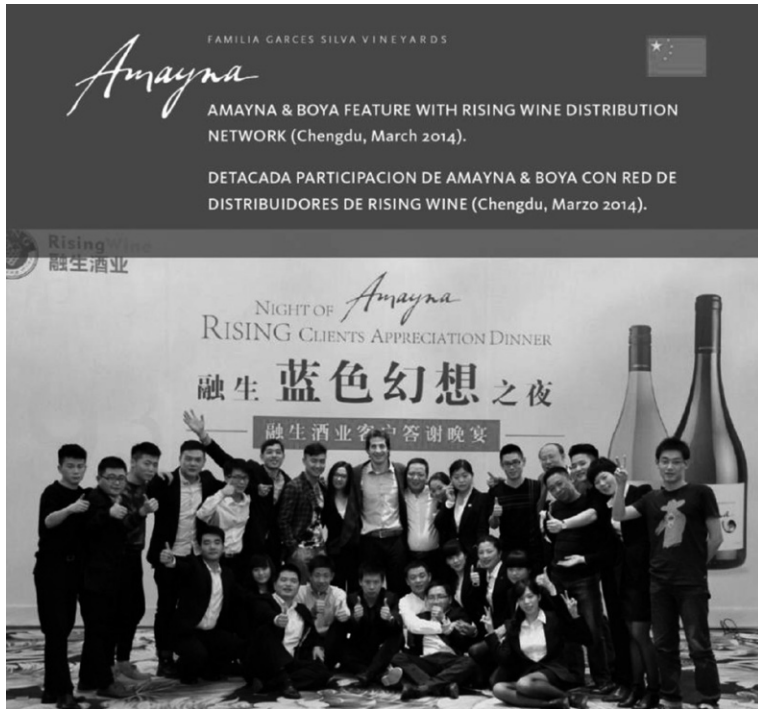 FAMILIA GARCES SILVA VINEYARDS
Amayna
AMAYNA & BOYA FEATURE WITH RISING WINE DISTRIBUTION
NETWORK (Chengdu, March 2014).
DETACADA PARTICIPACION DE AMAYNA & BOYA CON RED DE
DISTRIBUIDORES DE RISING WINE (Chengdu, Marzo 2014).
RisingWine
融生酒业
NIGHT OF Amayna
RISING CLIENTS APPRECIATION DINNER
融生 蓝色幻想 之夜
融生酒业客户答谢晚宴